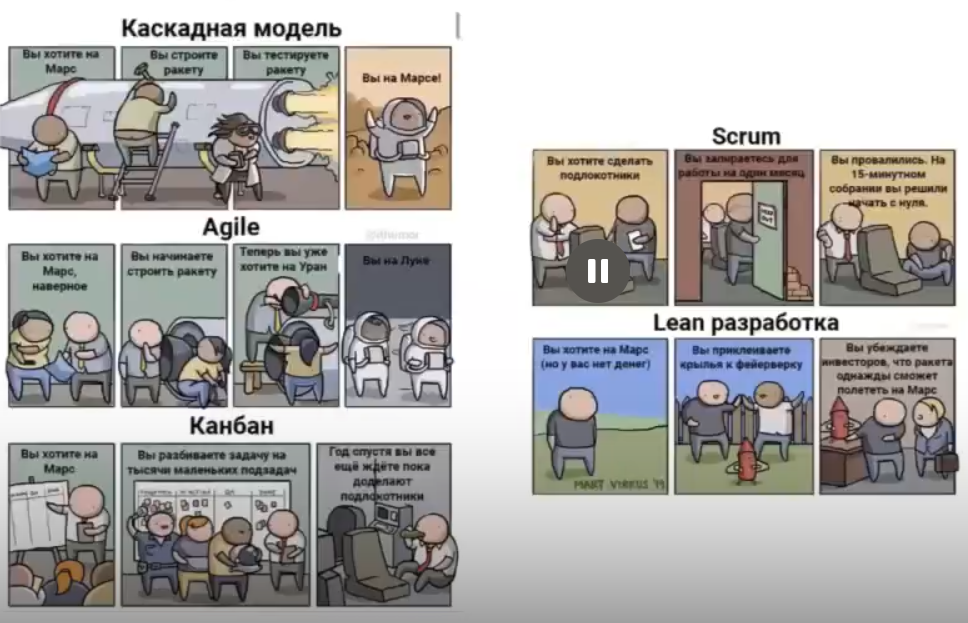 Каскадная модель
Вы хотите на
Марс
Вы строите
ракету
Вы тестируете
ракету
Вы на Марсе!
Agile
Вы хотите на
Марс,
наверное
Вы начинаете
строить ракету
Теперь вы уже
хотите на Уран
Вы на Луне
Канбан
Вы хотите на
Марс
Вы разбиваете задачу на
тысячи маленьких подзадач
Год спустя вы все
ещё ждёте пока
доделают
подлокотники
Scrum
Вы хотите сделать
подлокотники
Вы запираетесь для
работы на один месяц
Вы провалились. На
15-минутном
собрании вы решили
начать с нуля.
Lean разработка
Вы хотите на Марс
(но у вас нет денег)
Вы приклеиваете
крылья к фейерверку
Вы убеждаете
инвесторов, что ракета
однажды сможет
полететь на Марс
MART VIRKUS '19